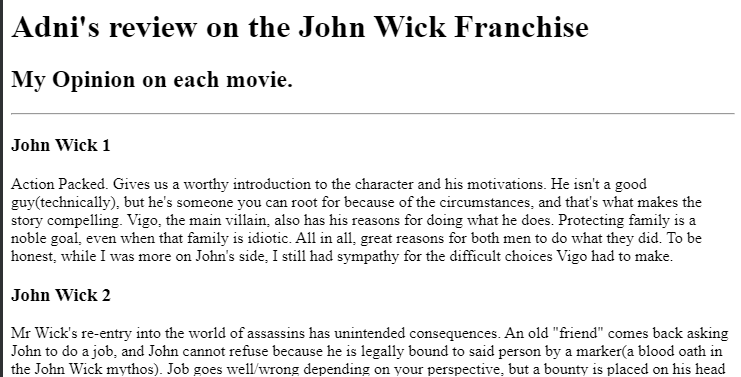 Adni's review on the John Wick Franchise
My Opinion on each movie.
John Wick 1
Action Packed. Gives us a worthy introduction to the character and his motivations. He isn't a good
guy(technically), but he's someone you can root for because of the circumstances, and that's what makes the
story compelling. Vigo, the main villain, also has his reasons for doing what he does. Protecting family is a
noble goal, even when that family is idiotic. All in all, great reasons for both men to do what they did. To be
honest, while I was more on John's side, I still had sympathy for the difficult choices Vigo had to make.
John Wick 2
Mr Wick's re-entry into the world of assassins has unintended consequences. An old "friend" comes back asking
John to do a job, and John cannot refuse because he is legally bound to said person by a marker(a blood oath in
the John Wick mythos). Job goes well/wrong depending on your perspective, but a bounty is placed on his head